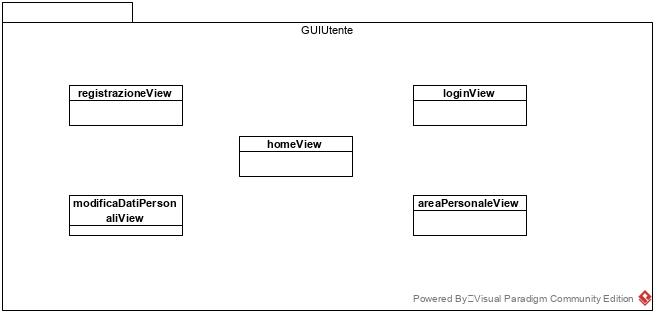 GUIUtente
registrazioneView
loginView
homeView
modificaDatiPerson
aliView
areaPersonaleView
Powered By Visual Paradigm Community Edition